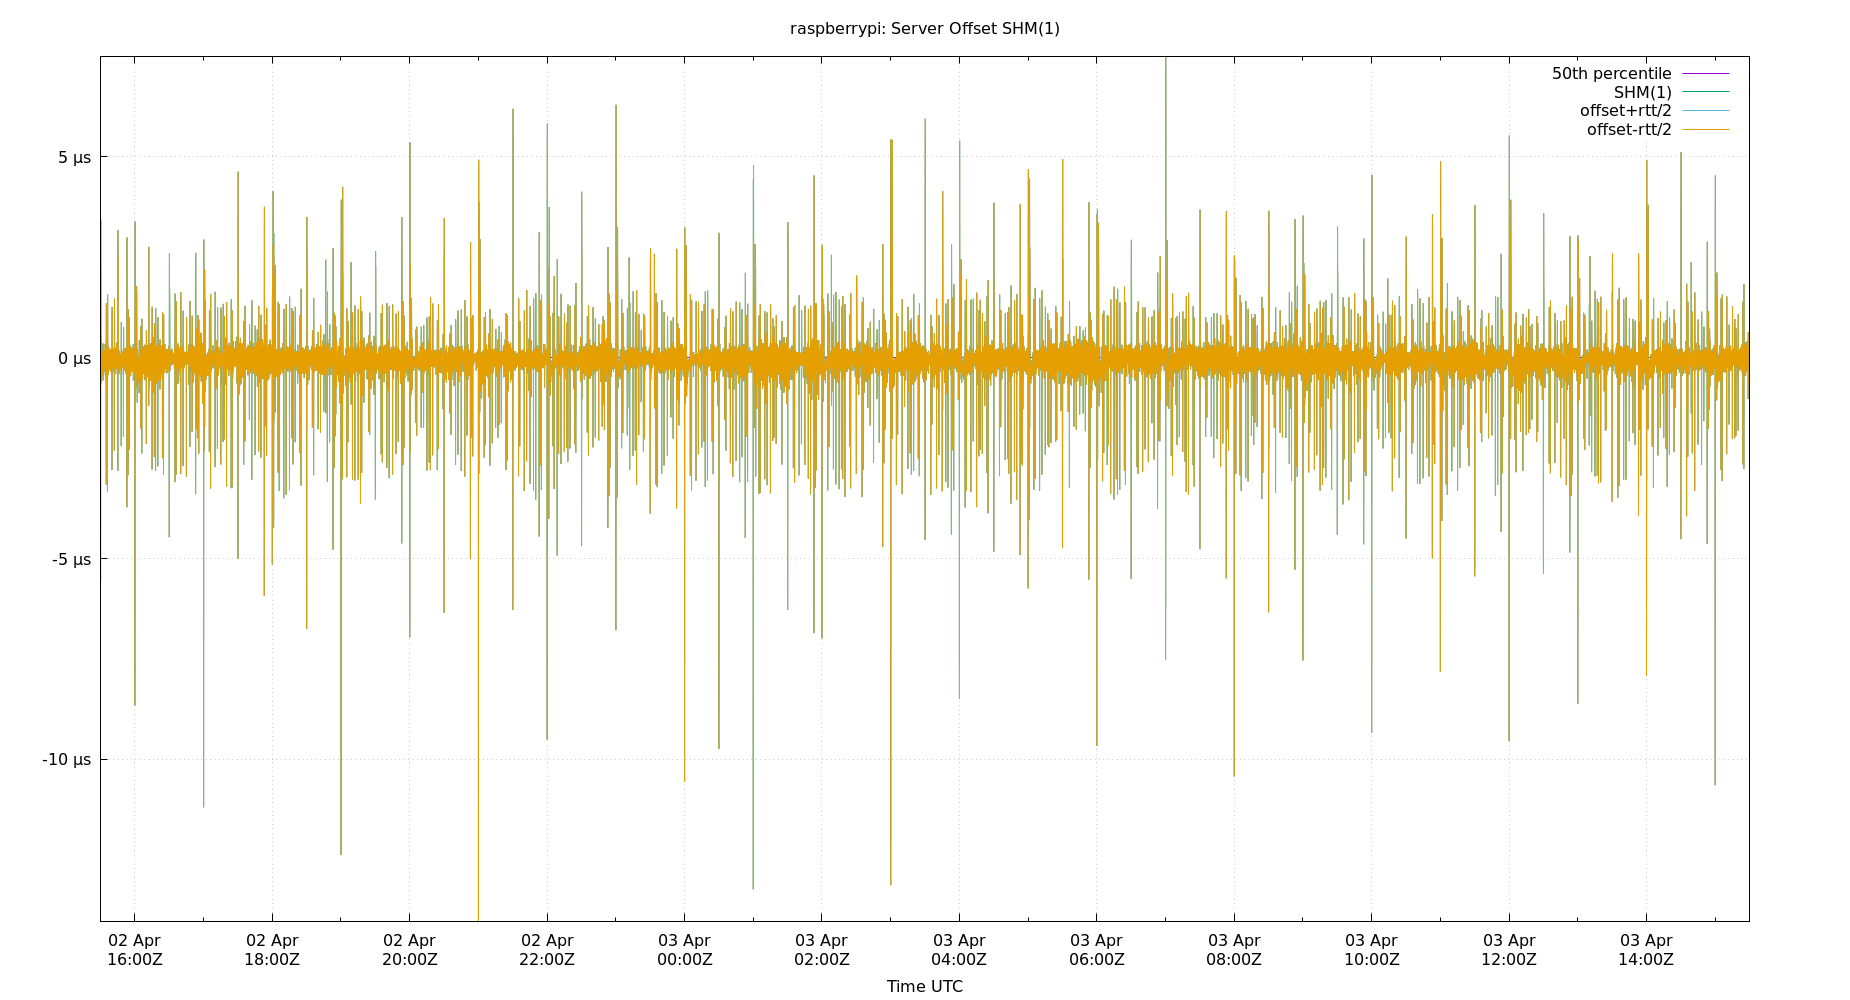 raspberrypi: Server Offset SHM(1)
50th percentile
SHM(1)
offset+rtt/2
offset-rtt/2
5 µs
0 µs
-5 µs
-10 µs
02 Apr 02 Apr 02 Apr 02 Apr 03 Apr 03 Apr 03 Apr 03 Apr 03 Apr 03 Apr 03 Apr 03 Apr
16:00Z 18:00Z 20:00Z 22:00Z 00:00Z 02:00Z 04:00Z 06:00Z 08:00Z 10:00Z 12:00Z 14:00Z
Time UTC